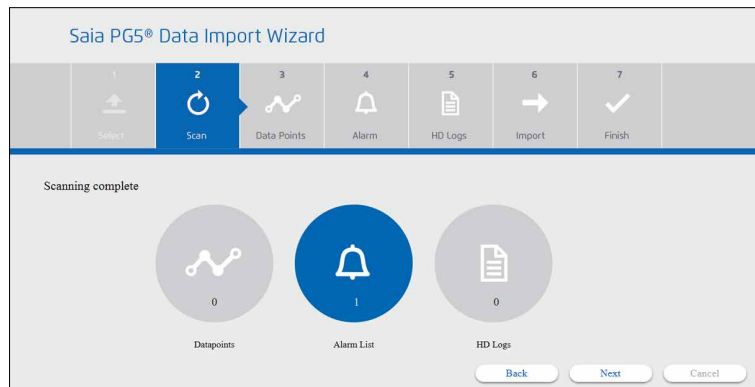 Saia PG5® Data Import Wizard
1 2 3 4 5 6 7
Select Scan Data Points Alarm HD Logs Import Finish
Scanning complete
0 1 0
Datapoints Alarm List HD Logs
Back Next Cancel